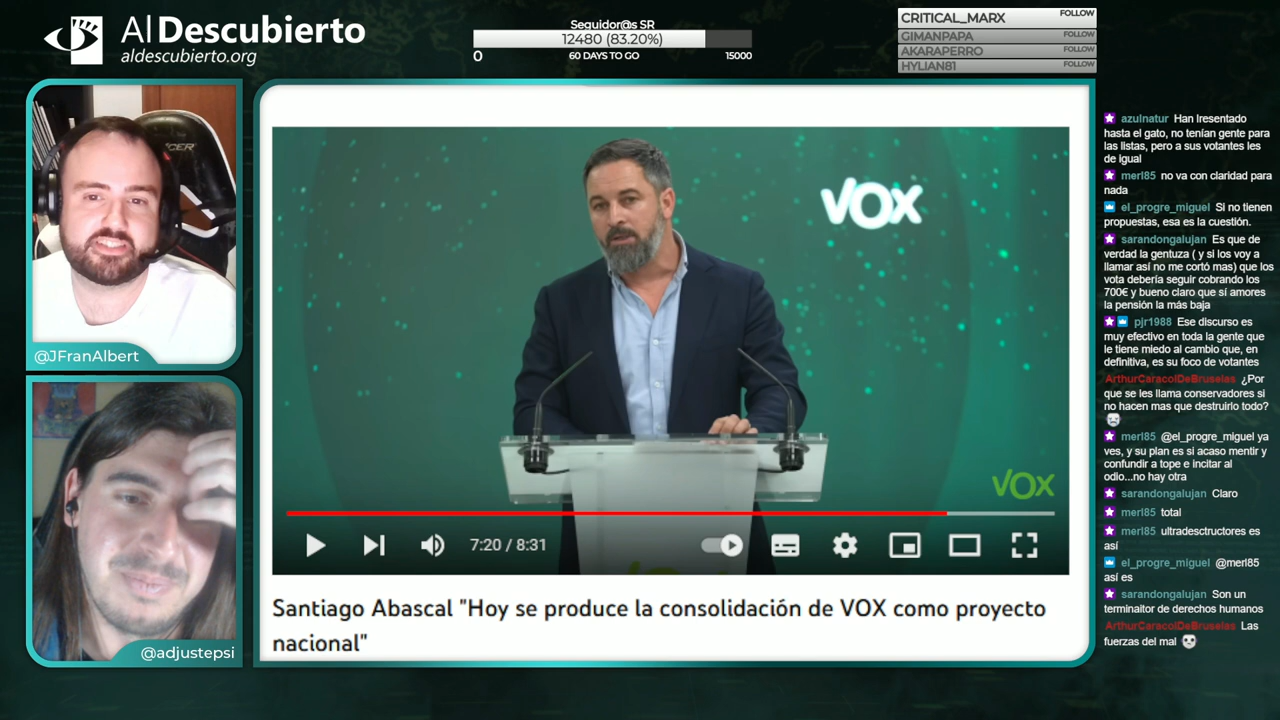 Al Descubierto
aldescubierto.org
Seguidor@s SR
12480 (83.20%)
0
60 DAYS TO GO
15000
CRITICAL_MARX
FOLLOW
GIMANPAPA
FOLLOW
AKARAPERRO
FOLLOW
HYLIAN81
FOLLOW
@JFranAlbert
@adjustepsi
VOX
VOX
7:20 / 8:31
Santiago Abascal "Hoy se produce la consolidación de VOX como proyecto
nacional"
azulnatur Han lresentado
hasta el gato, no tenían gente para
las listas, pero a sus votantes les
de igual
merl85 no va con claridad para
nada
el_progre_miguel Si no tienen
propuestas, esa es la cuestión.
sarandongalujan Es que de
verdad la gentuza ( y si los voy a
llamar así no me cortó mas) que los
vota debería seguir cobrando los
700€ y bueno claro que sí amores
la pensión la más baja
pjr1988 Ese discurso es
muy efectivo en toda la gente que
le tiene miedo al cambio que, en
definitiva, es su foco de votantes
ArthurCaracolDeBruselas ¿Por
que se les llama conservadores si
no hacen mas que destruirlo todo?
merl85 @el_progre_miguel ya
ves, y su plan es si acaso mentir y
confundir a tope e incitar al
odio...no hay otra
sarandongalujan Claro
merl85 total
merl85 ultradesctructores es
así
el_progre_miguel @merl85
así es
sarandongalujan Son un
terminaitor de derechos humanos
ArthurCaracolDeBruselas Las
fuerzas del mal